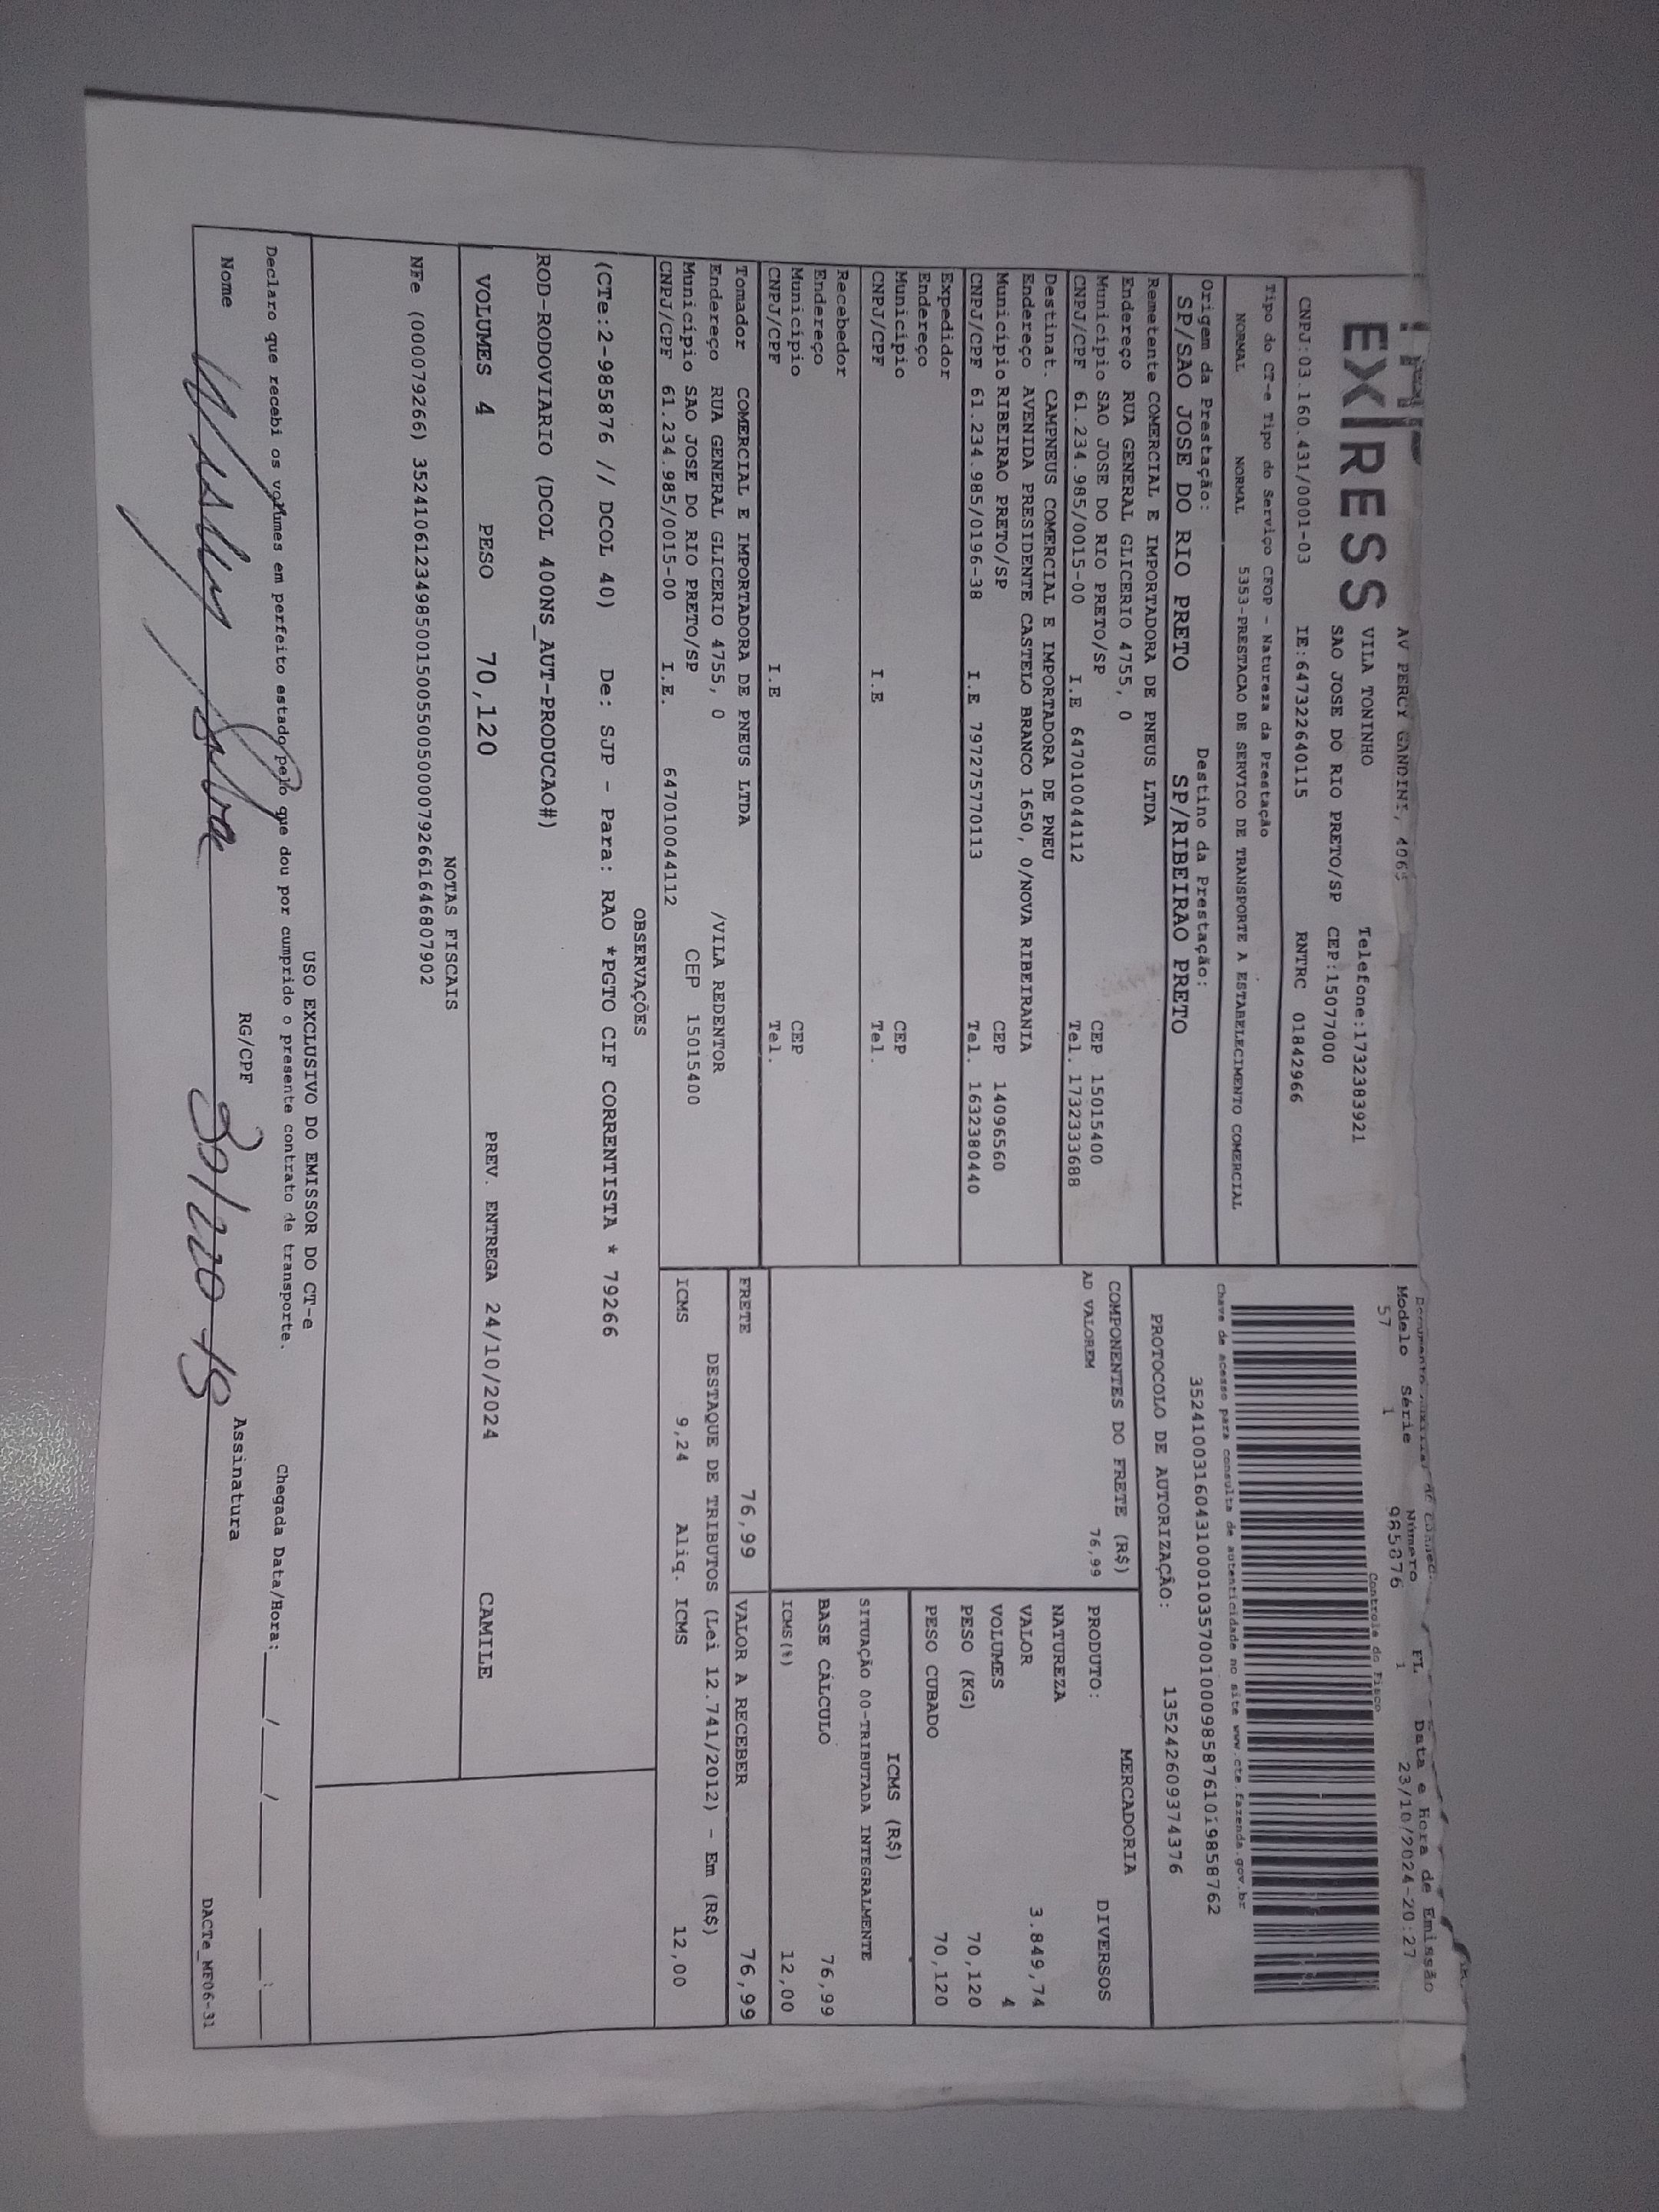 EXPRESS
AV PERCY GANDINI, 4065
VILA TONINHO Telefone:1732383921
SAO JOSE DO RIO PRETO/SP CEP:15077000
CNPJ:03.160.431/0001-03 IE:647322640115 RNTRC 01842966
Modelo Série Número FL Data e Hora de Emissão
57 1 985876 1 23/10/2024-20:27
Controle do Fisco
Tipo do CT-e Tipo do Serviço CFOP - Natureza da Prestação
NORMAL NORMAL 5353-PRESTACAO DE SERVICO DE TRANSPORTE A ESTABELECIMENTO COMERCIAL
Chave de acesso para consulta de autenticidade no site www.cte.fazenda.gov.br
35241003160431000103570010009858761019858762
PROTOCOLO DE AUTORIZAÇÃO: 135242609374376
Origem da Prestação: Destino da Prestação:
SP/SAO JOSE DO RIO PRETO SP/RIBEIRAO PRETO
Remetente COMERCIAL E IMPORTADORA DE PNEUS LTDA
Endereço RUA GENERAL GLICERIO 4755, 0
Município SAO JOSE DO RIO PRETO/SP CEP 15015400
CNPJ/CPF 61.234.985/0015-00 I.E 647010044112 Tel. 1732333688
Destinat. CAMPNEUS COMERCIAL E IMPORTADORA DE PNEU
Endereço AVENIDA PRESIDENTE CASTELO BRANCO 1650, 0/NOVA RIBEIRANIA
Município RIBEIRAO PRETO/SP CEP 14096560
CNPJ/CPF 61.234.985/0196-38 I.E 797275770113 Tel. 1632380440
Expedidor
Endereço
Município CEP
CNPJ/CPF I.E Tel.
Recebedor
Endereço
Município CEP
CNPJ/CPF I.E Tel.
Tomador COMERCIAL E IMPORTADORA DE PNEUS LTDA
Endereço RUA GENERAL GLICERIO 4755, 0 /VILA REDENTOR
Município SAO JOSE DO RIO PRETO/SP CEP 15015400
CNPJ/CPF 61.234.985/0015-00 I.E. 647010044112
COMPONENTES DO FRETE (R$)
AD VALOREM 76,99
MERCADORIA
PRODUTO: DIVERSOS
NATUREZA
VALOR 3.849,74
VOLUMES 4
PESO (KG) 70,120
PESO CUBADO 70,120
ICMS (R$)
SITUAÇÃO 00-TRIBUTADA INTEGRALMENTE
BASE CÁLCULO 76,99
ICMS(%) 12,00
FRETE 76,99 VALOR A RECEBER 76,99
DESTAQUE DE TRIBUTOS (Lei 12.741/2012) - Em (R$)
ICMS 9,24 Aliq. ICMS 12,00
OBSERVAÇÕES
(CTe:2-985876 // DCOL 40) De: SJP - Para: RAO *PGTO CIF CORRENTISTA * 79266
ROD-RODOVIARIO (DCOL 400NS_AUT-PRODUCAO#)
VOLUMES 4 PESO 70,120 PREV. ENTREGA 24/10/2024 CAMILE
NOTAS FISCAIS
NFe (000079266) 35241061234985001500550050000792661646807902
USO EXCLUSIVO DO EMISSOR DO CT-e
Declaro que recebi os volumes em perfeito estado pelo que dou por cumprido o presente contrato de transporte. Chegada Data/Hora: ___/___/___ __:__
Nome RG/CPF Assinatura
DACTe_MF06-31